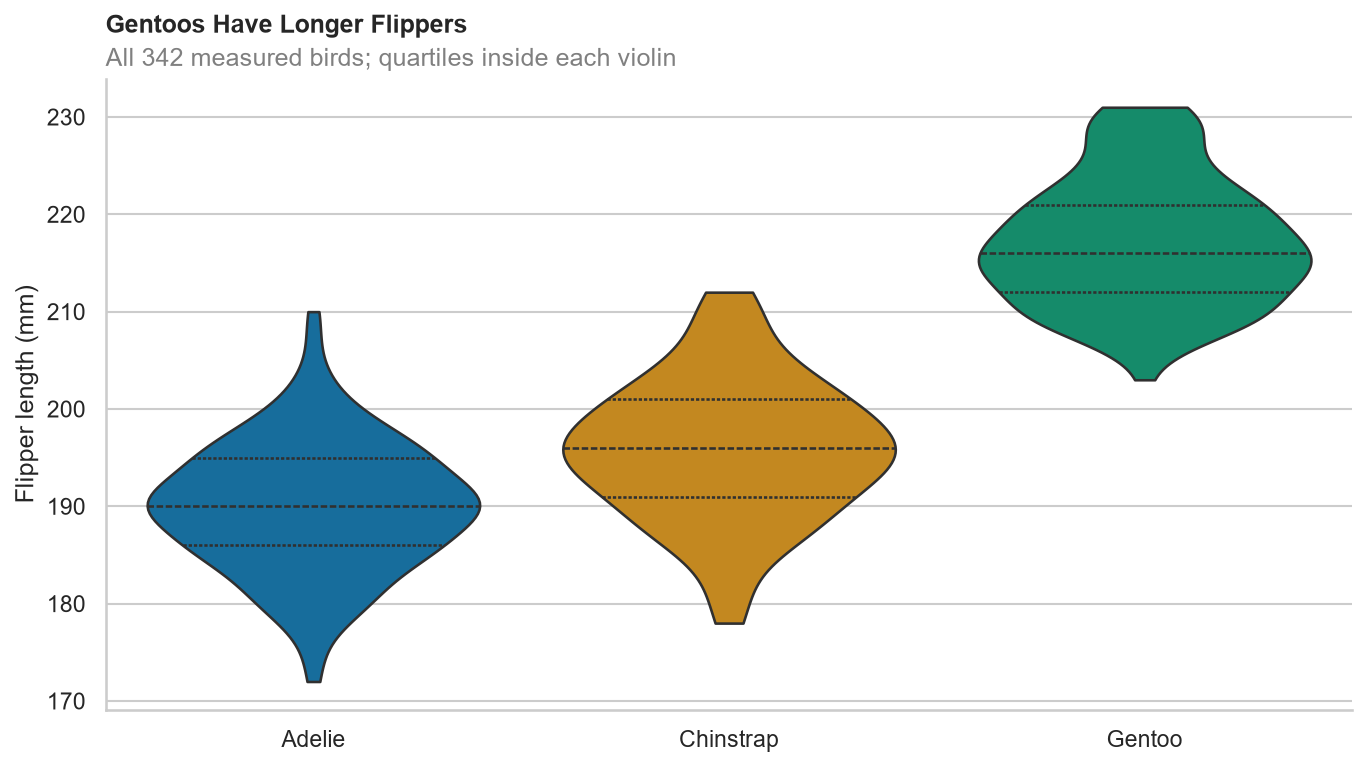 Gentoos Have Longer Flippers
All 342 measured birds; quartiles inside each violin
Flipper length (mm)
230
220
210
200
190
180
170
Adelie
Chinstrap
Gentoo